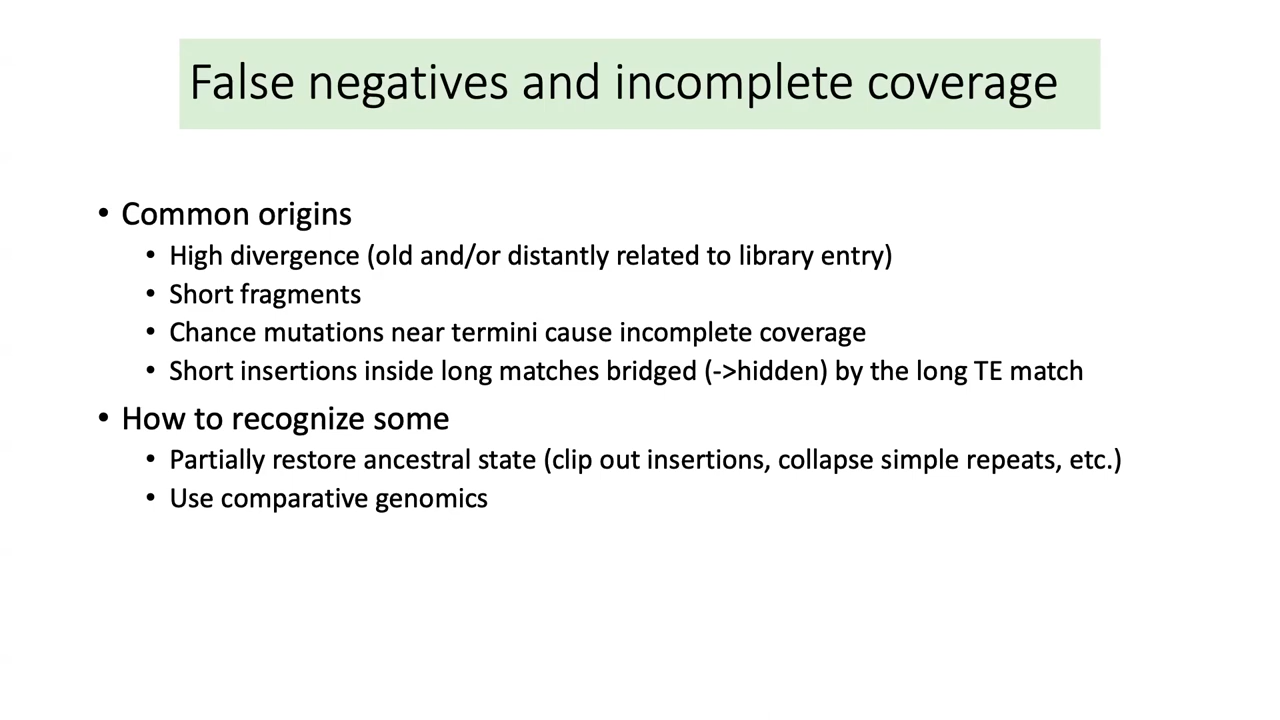 False negatives and incomplete coverage
• Common origins
• High divergence (old and/or distantly related to library entry)
• Short fragments
• Chance mutations near termini cause incomplete coverage
• Short insertions inside long matches bridged (->hidden) by the long TE match
• How to recognize some
• Partially restore ancestral state (clip out insertions, collapse simple repeats, etc.)
• Use comparative genomics